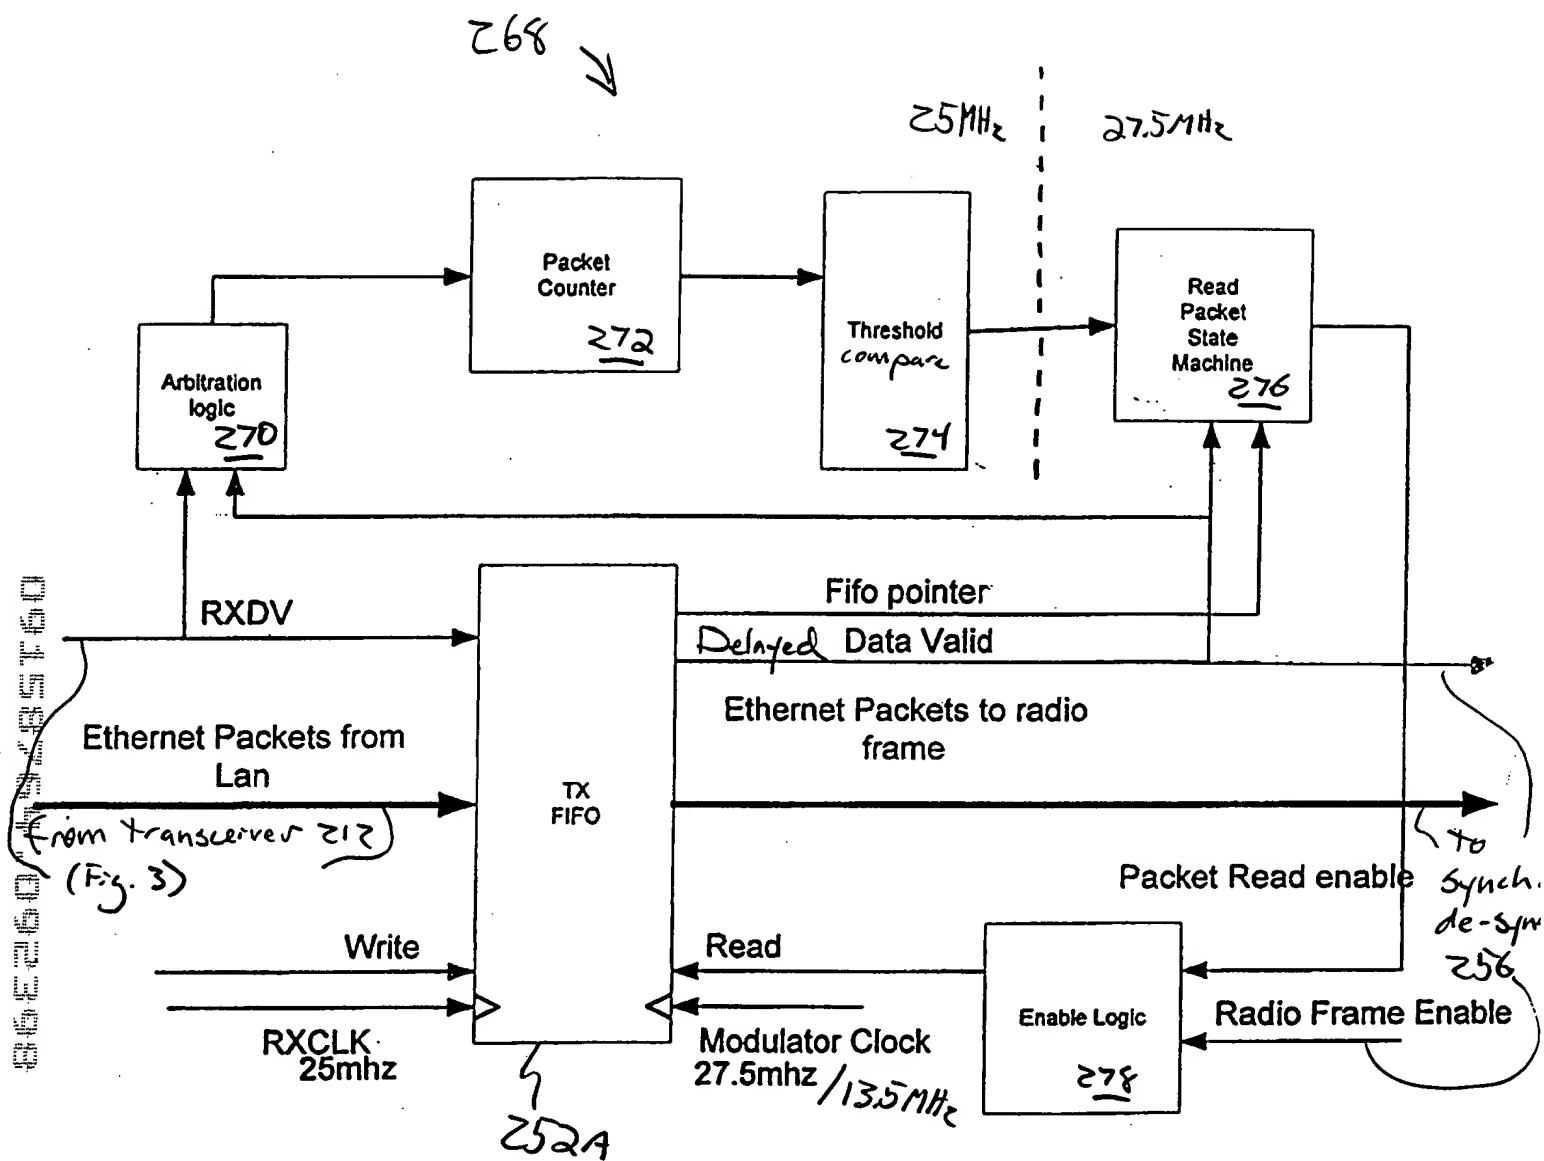 268
25MHz
27.5MHz
Packet
Counter
272
Threshold
compare
274
Read
Packet
State
Machine
276
Arbitration
logic
270
RXDV
Fifo pointer
Delayed Data Valid
Ethernet Packets from
Lan
from transceiver 212
(Fig. 3)
Ethernet Packets to radio
frame
TX
FIFO
to
synch.
de-syn
256
Packet Read enable
Write
Read
RXCLK
25mhz
Modulator Clock
27.5mhz /13.5MHz
Enable Logic
278
Radio Frame Enable
252A